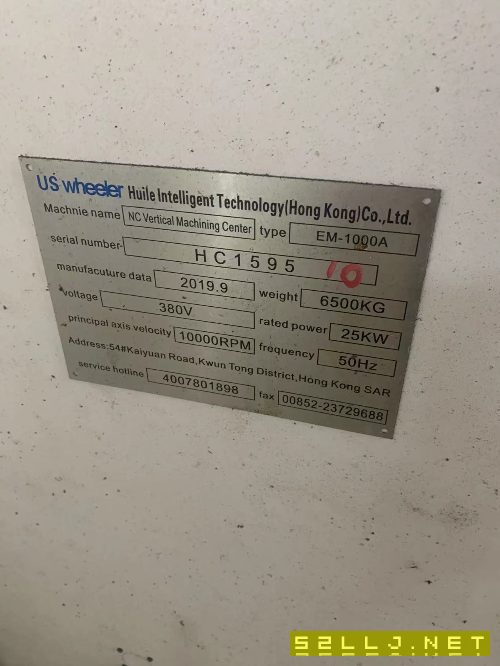 US wheeler Huile Intelligent Technology(Hong Kong)Co.,Ltd.
Machnie name NC Vertical Machining Center type EM-1000A
serial number- HC1595 10
manufacuture data 2019.9 weight 6500KG
voltage 380V rated power 25KW
principal axis velocity 10000RPM frequency 50Hz
Address:54#Kaiyuan Road,Kwun Tong District,Hong Kong SAR
service hotline 4007801898 fax 00852-23729688
52LLJ.NET